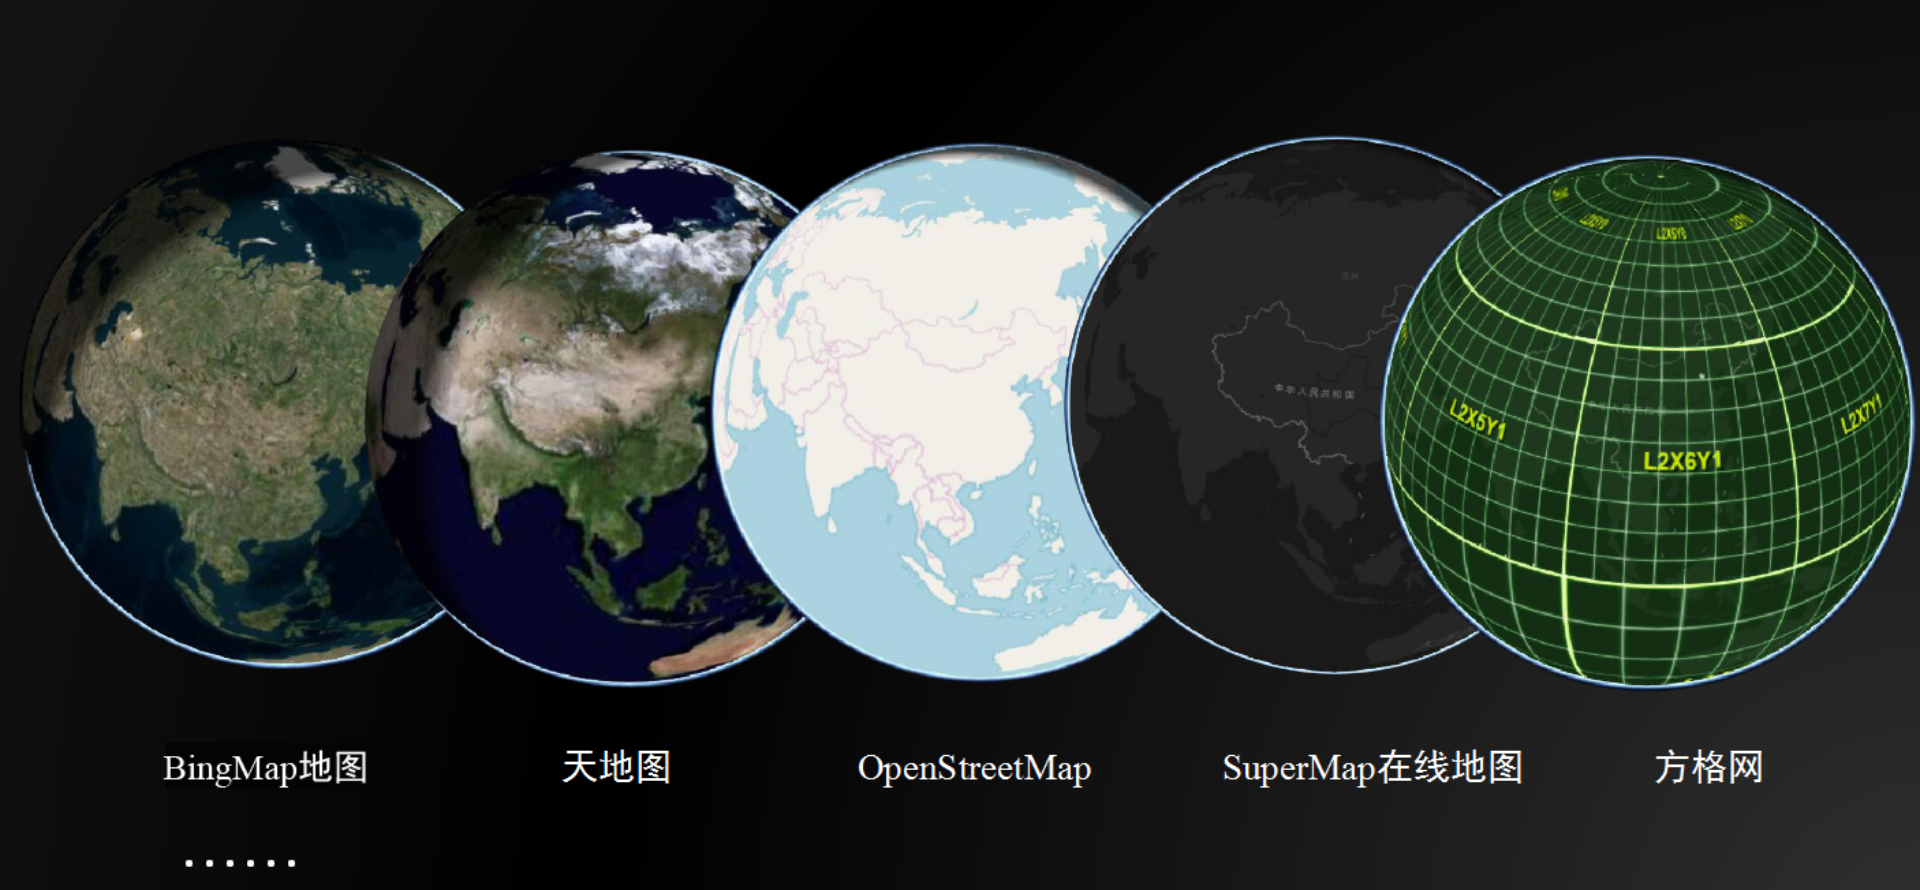 L2X6Y0
L2X5Y1
L2X6Y1
L2X7Y1
中华人民共和国
BingMap地图
天地图
OpenStreetMap
SuperMap在线地图
方格网
......